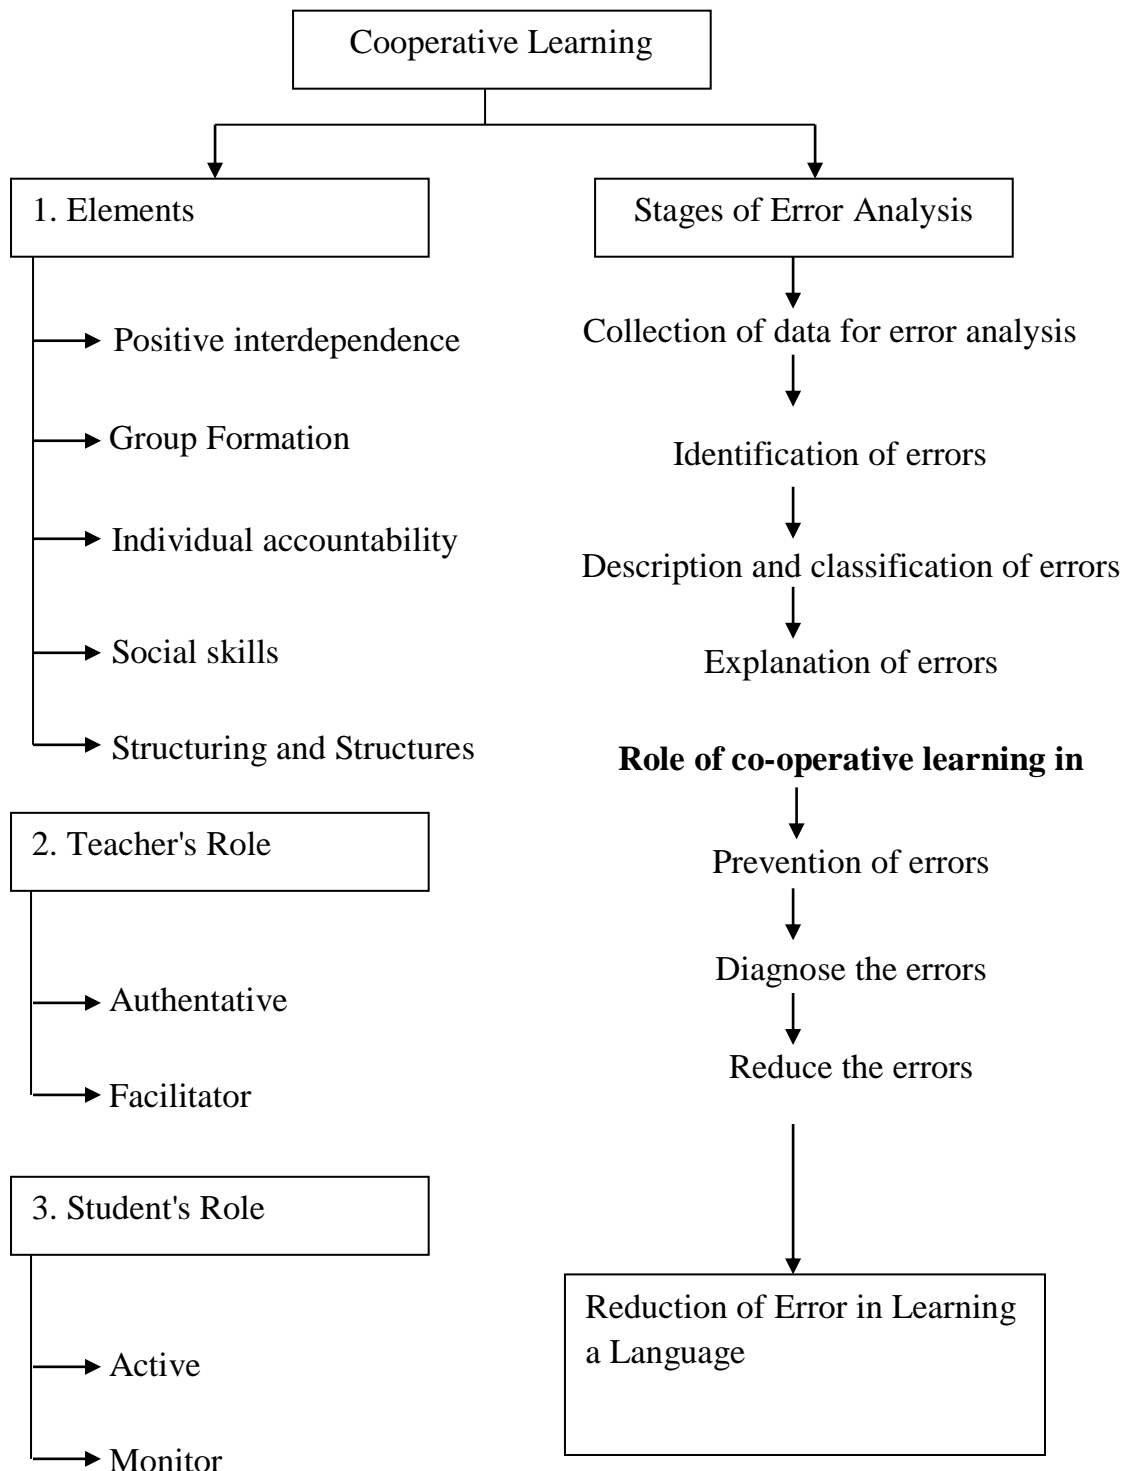 Cooperative Learning
1. Elements
Positive interdependence
Group Formation
Individual accountability
Social skills
Structuring and Structures
2. Teacher's Role
Authentative
Facilitator
3. Student's Role
Active
Monitor
Stages of Error Analysis
Collection of data for error analysis
Identification of errors
Description and classification of errors
Explanation of errors
Role of co-operative learning in
Prevention of errors
Diagnose the errors
Reduce the errors
Reduction of Error in Learning
a Language